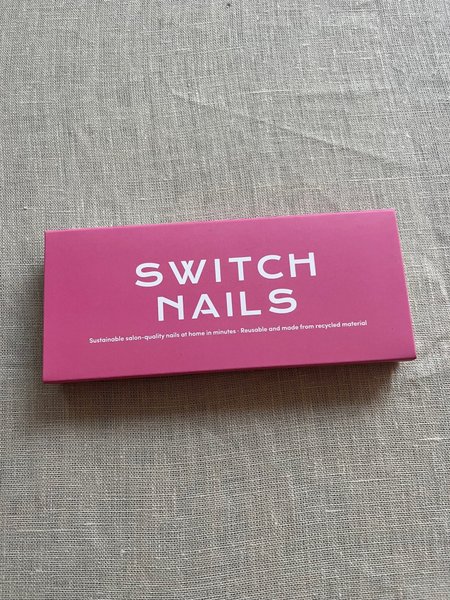 SWITCH
NAILS
Sustainable salon-quality nails at home in minutes · Reusable and made from recycled material